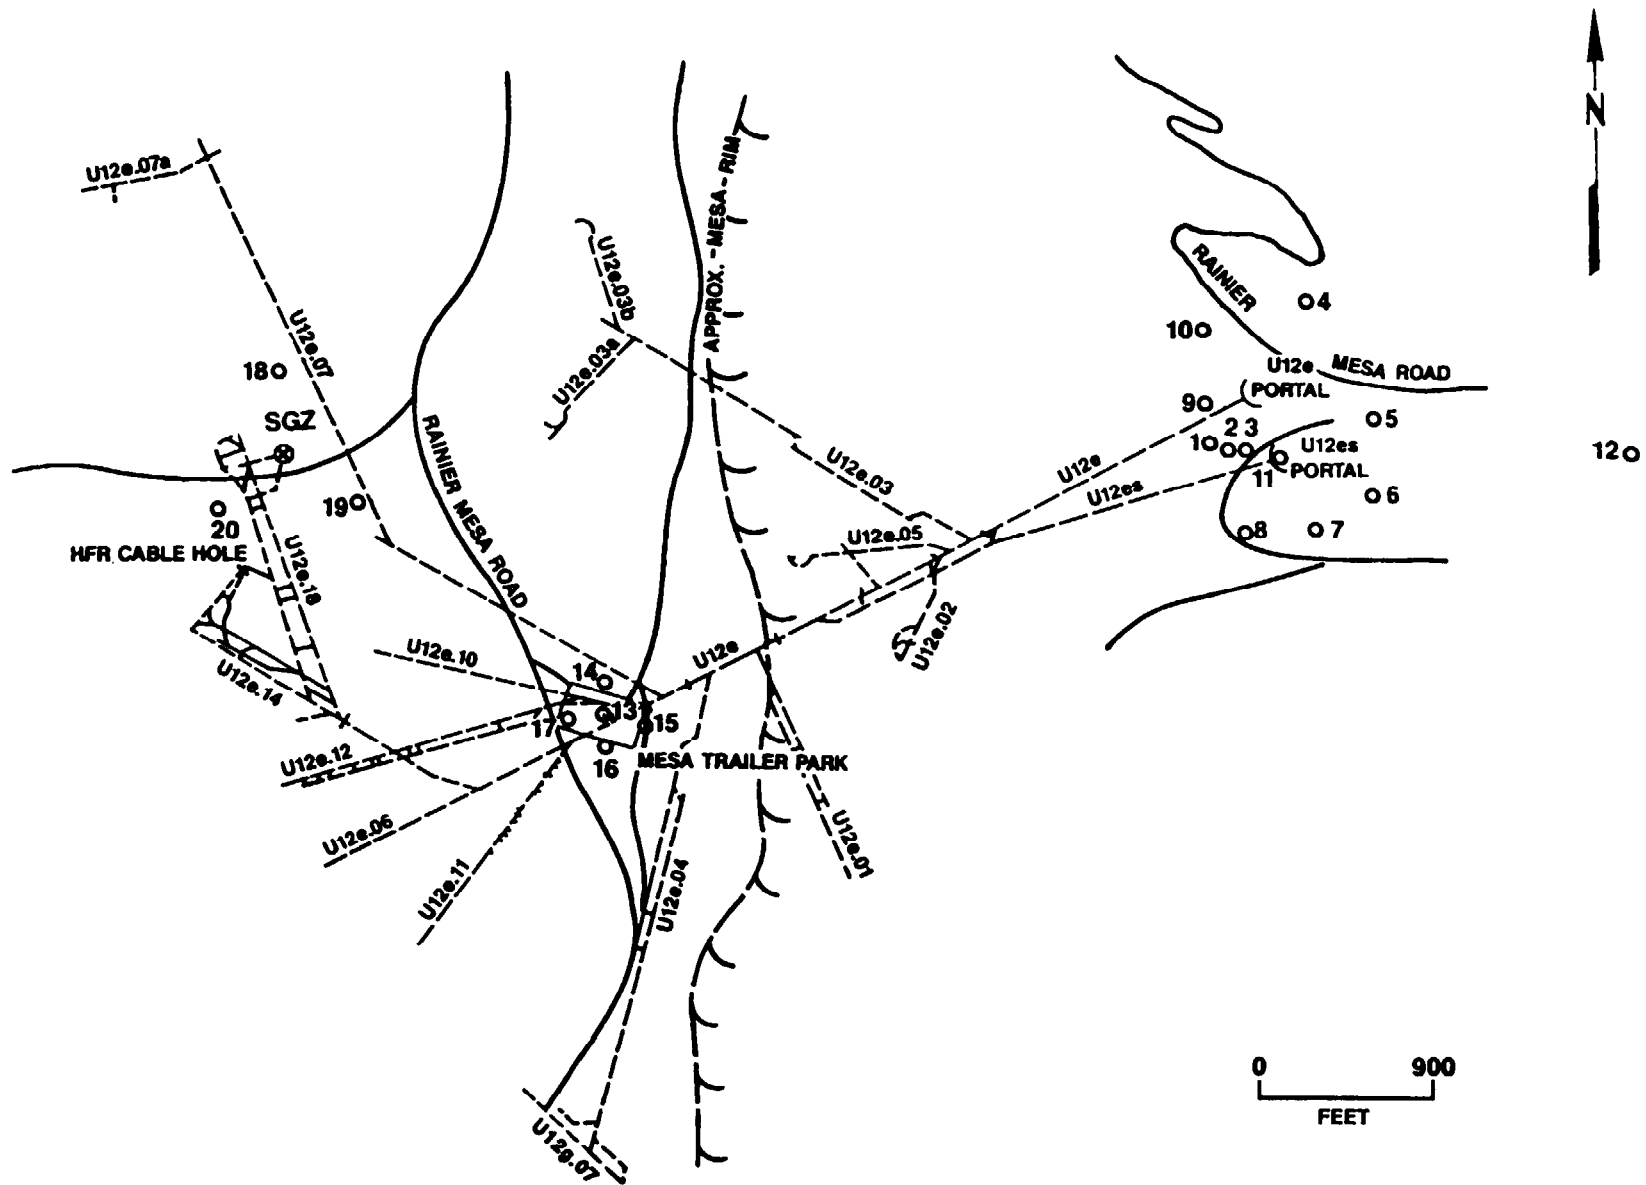 N
U12e.07a
APPROX. - MESA - RIM
U12e.03b
RAINIER
4
10
U12e.07
U12e.03a
18
U12e
PORTAL
MESA ROAD
9
5
SGZ
2 3
1
U12es
PORTAL
12
11
RAINIER MESA ROAD
U12e.03
U12e
U12es
6
19
20
HFR CABLE HOLE
U12e.18
U12e.05
8
7
U12e.02
U12e.10
U12e
14
U12e.14
13
15
17
16
MESA TRAILER PARK
U12e.12
U12e.06
U12e.01
U12e.11
U12e.04
0 900
FEET
U12g.07